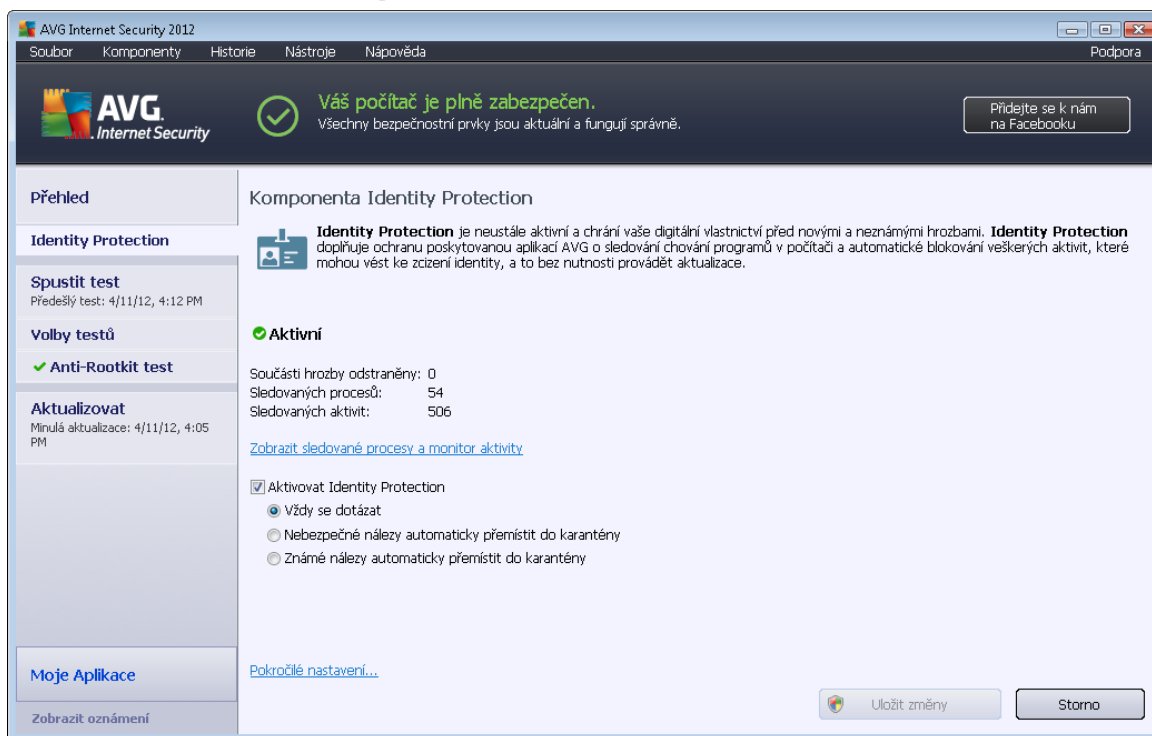 AVG Internet Security 2012
Soubor Komponenty Historie Nástroje Nápověda Podpora
AVG.
Internet Security
Váš počítač je plně zabezpečen.
Všechny bezpečnostní prvky jsou aktuální a fungují správně.
Přidejte se k nám
na Facebooku
Přehled
Identity Protection
Spustit test
Předešlý test: 4/11/12, 4:12 PM
Volby testů
Anti-Rootkit test
Aktualizovat
Minulá aktualizace: 4/11/12, 4:05
PM
Moje Aplikace
Zobrazit oznámení
Komponenta Identity Protection
Identity Protection je neustále aktivní a chrání vaše digitální vlastnictví před novými a neznámými hrozbami. Identity Protection
doplňuje ochranu poskytovanou aplikací AVG o sledování chování programů v počítači a automatické blokování veškerých aktivit, které
mohou vést ke zcizení identity, a to bez nutnosti provádět aktualizace.
Aktivní
Součásti hrozby odstraněny: 0
Sledovaných procesů: 54
Sledovaných aktivit: 506
Zobrazit sledované procesy a monitor aktivity
Aktivovat Identity Protection
Vždy se dotázat
Nebezpečné nálezy automaticky přemístit do karantény
Známé nálezy automaticky přemístit do karantény
Pokročilé nastavení...
Uložit změny
Storno